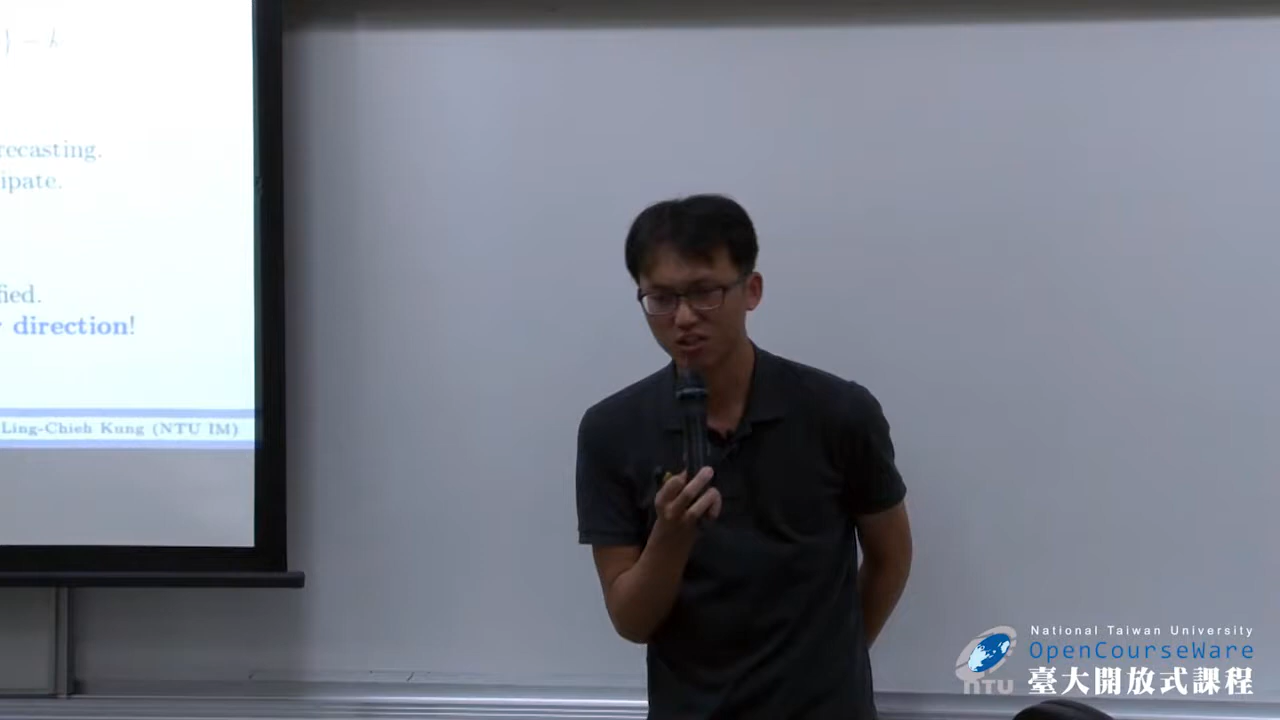 recasting.
ipate.
fied.
direction!
Ling-Chieh Kung (NTU IM)
National Taiwan University
OpenCourseWare
NTU
臺大開放式課程